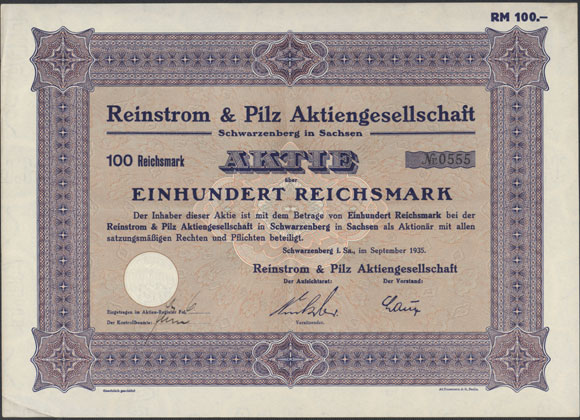 RM 100.–
Reinstrom & Pilz Aktiengesellschaft
Schwarzenberg in Sachsen
100 Reichsmark
AKTIE
№ 0555
über
EINHUNDERT REICHSMARK
Der Inhaber dieser Aktie ist mit dem Betrage von Einhundert Reichsmark bei der
Reinstrom & Pilz Aktiengesellschaft in Schwarzenberg in Sachsen als Aktionär mit allen
satzungsmäßigen Rechten und Pflichten beteiligt.
Schwarzenberg i. Sa., im September 1935.
Reinstrom & Pilz Aktiengesellschaft
Der Aufsichtsrat: Der Vorstand:
Eingetragen im Aktien-Register
Der Kontrollbeamte:
Vorsitzender.